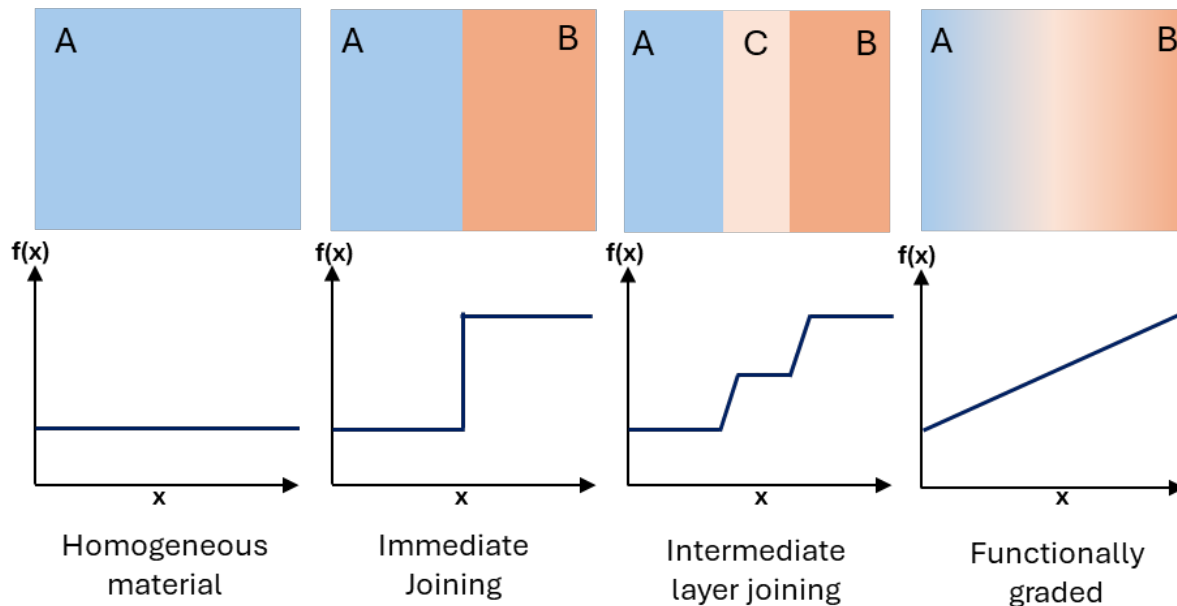 A
A
B
A
C
B
A
B
f(x)
x
f(x)
x
f(x)
x
f(x)
x
Homogeneous
material
Immediate
Joining
Intermediate
layer joining
Functionally
graded